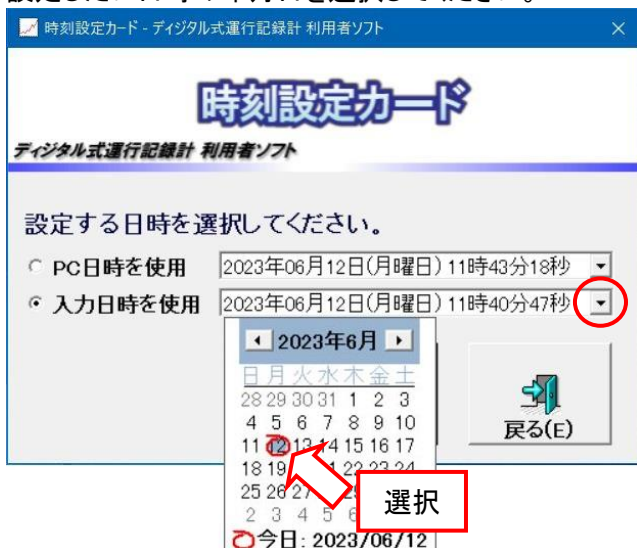 時刻設定カード - ディジタル式運行記録計 利用者ソフト
時刻設定カード
ディジタル式運行記録計 利用者ソフト
設定する日時を選択してください。
PC日時を使用 2023年06月12日(月曜日) 11時43分18秒
入力日時を使用 2023年06月12日(月曜日) 11時40分47秒
2023年6月
日 月 火 水 木 金 土
28 29 30 31 1 2 3
4 5 6 7 8 9 10
11 12 13 14 15 16 17
18 19 22 23 24
25 26 27
2 3 4 5 6
今日: 2023/06/12
選択
戻る(E)